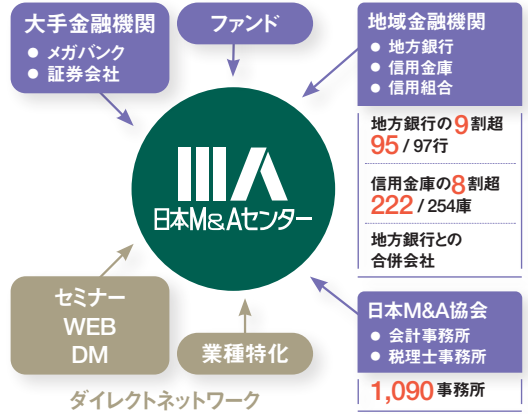 大手金融機関
● メガバンク
● 証券会社
ファンド
地域金融機関
● 地方銀行
● 信用金庫
● 信用組合
地方銀行の9割超
95 / 97行
信用金庫の8割超
222 / 254庫
地方銀行との
合併会社
日本M&Aセンター
セミナー
WEB
DM
業種特化
ダイレクトネットワーク
日本M&A協会
● 会計事務所
● 税理士事務所
1,090事務所